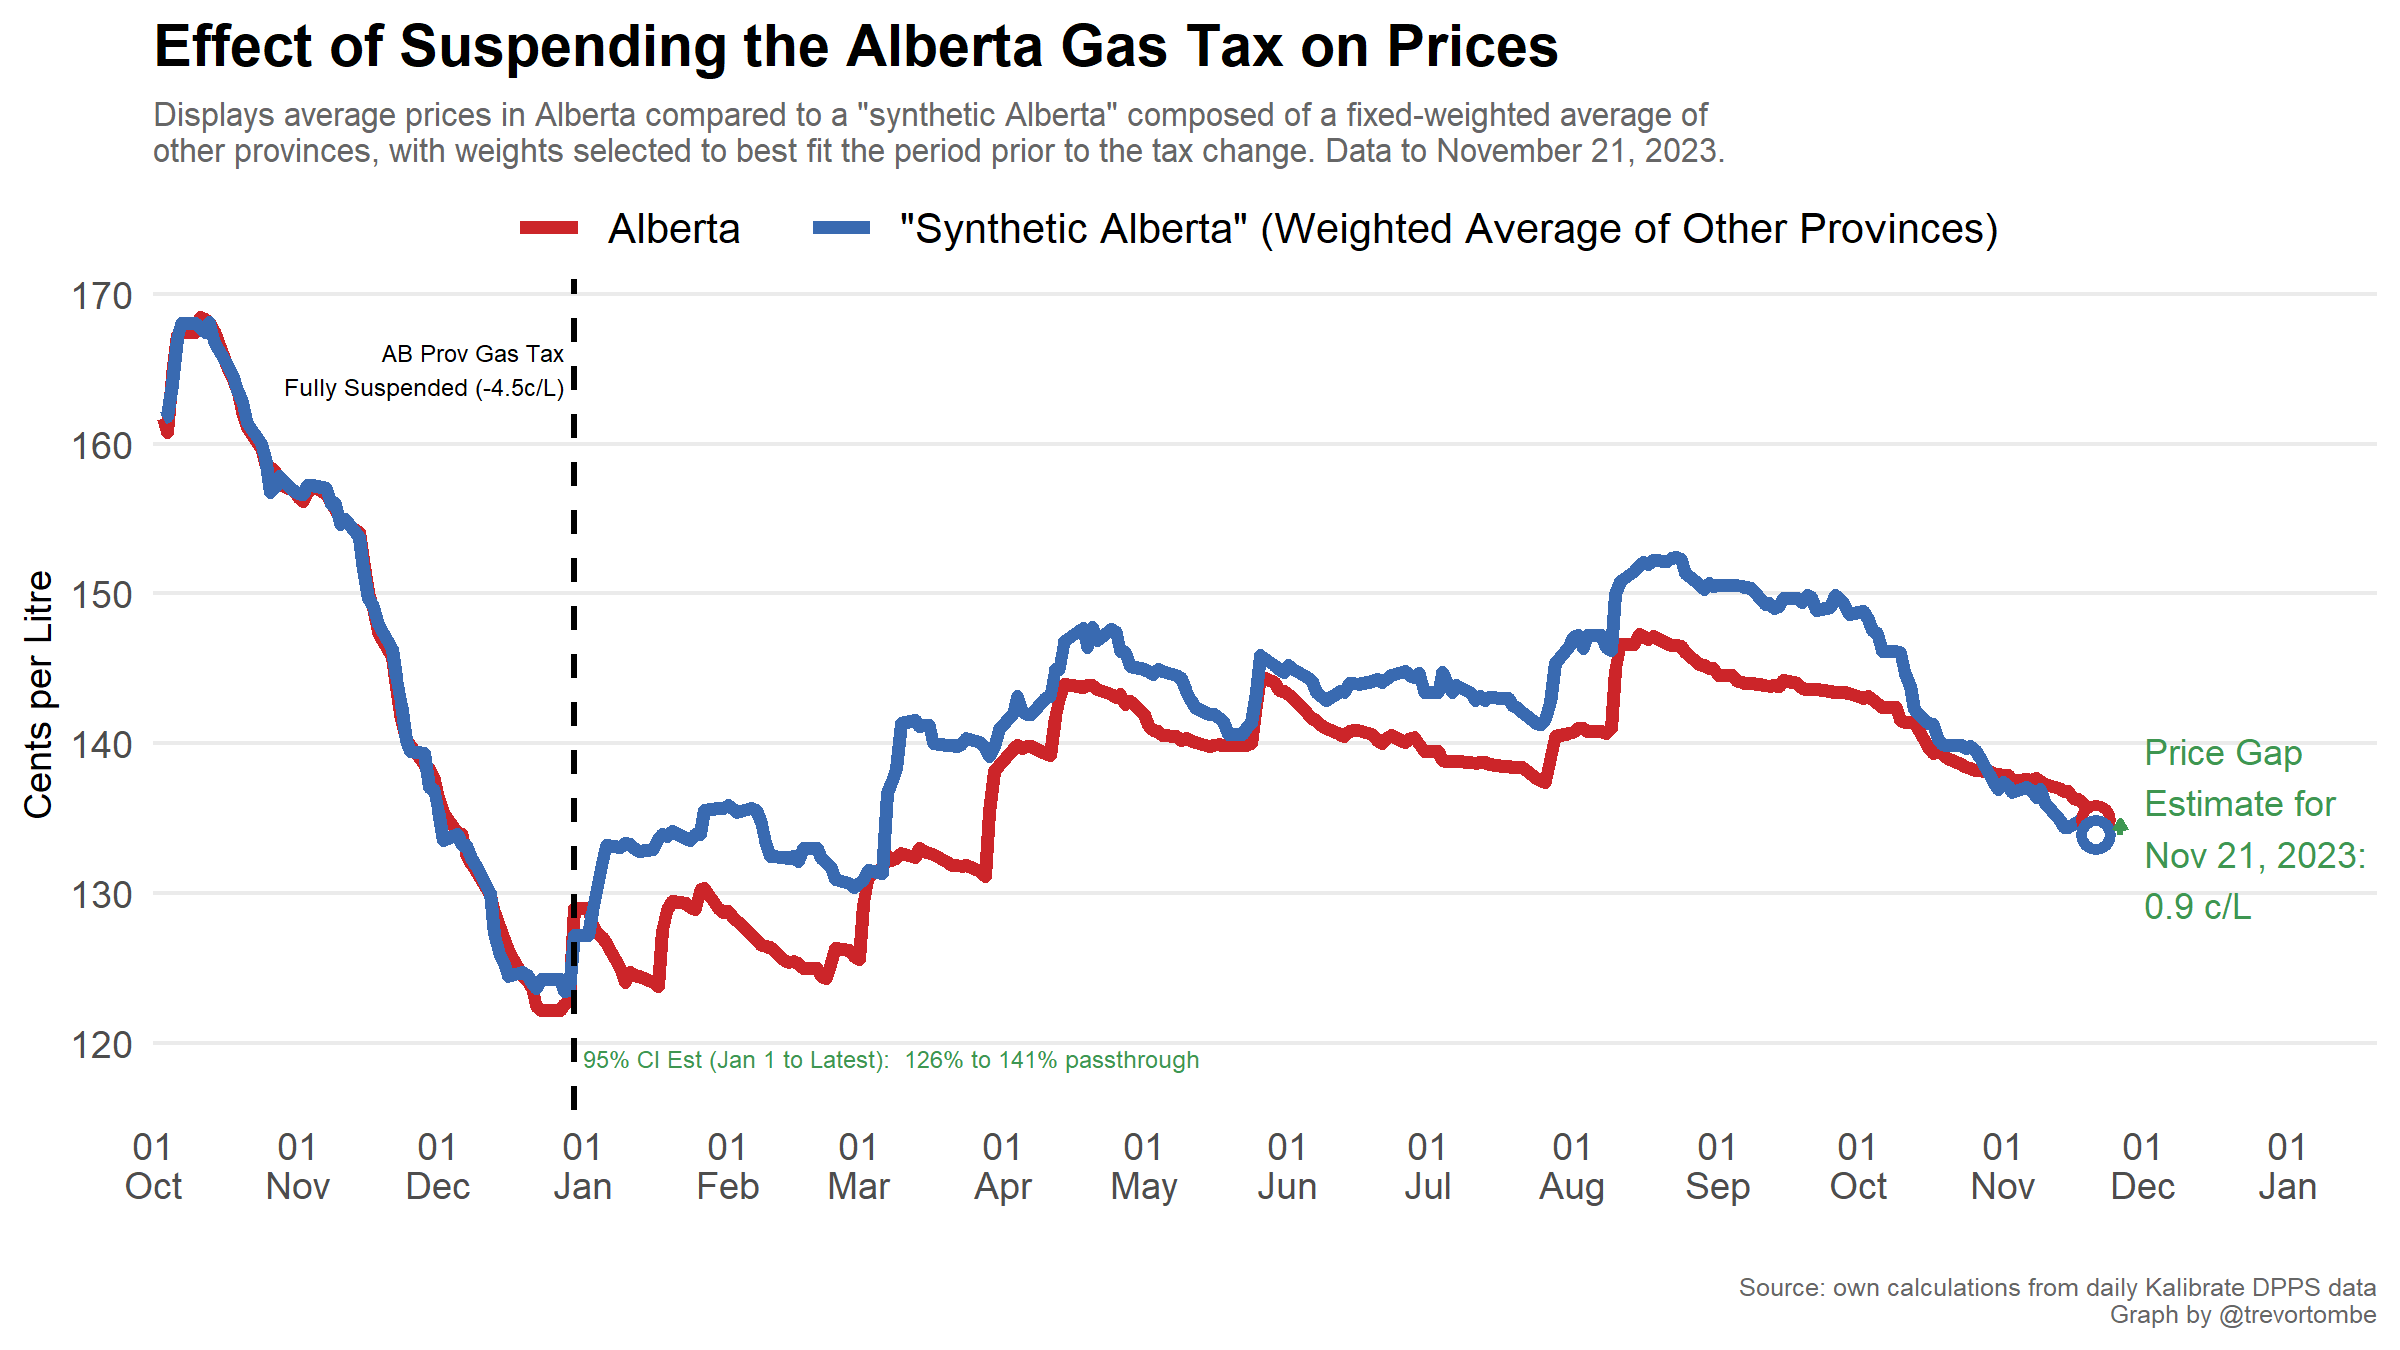 Effect of Suspending the Alberta Gas Tax on Prices
Displays average prices in Alberta compared to a "synthetic Alberta" composed of a fixed-weighted average of
other provinces, with weights selected to best fit the period prior to the tax change. Data to November 21, 2023.
Alberta
"Synthetic Alberta" (Weighted Average of Other Provinces)
Cents per Litre
170
160
150
140
130
120
AB Prov Gas Tax
Fully Suspended (-4.5c/L)
Price Gap
Estimate for
Nov 21, 2023:
0.9 c/L
95% CI Est (Jan 1 to Latest):  126% to 141% passthrough
01 01 01 01 01 01 01 01 01 01 01 01 01 01 01 01
Oct Nov Dec Jan Feb Mar Apr May Jun Jul Aug Sep Oct Nov Dec Jan
Source: own calculations from daily Kalibrate DPPS data
Graph by @trevortombe